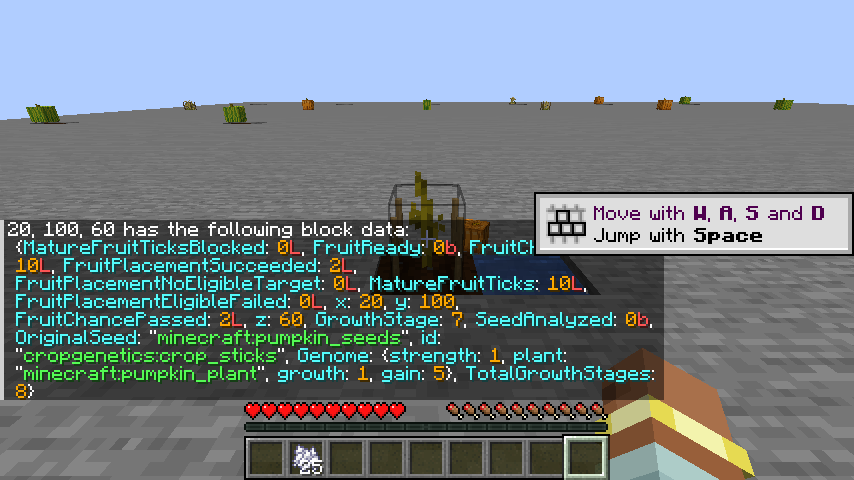 20, 100, 60 has the following block data:
{MatureFruitTicksBlocked: 0L, FruitReady: 0b, FruitCh
10L, FruitPlacementSucceeded: 2L,
FruitPlacementNoEligibleTarget: 0L, MatureFruitTicks: 10L,
FruitPlacementEligibleFailed: 0L, x: 20, y: 100,
FruitChancePassed: 2L, z: 60, GrowthStage: 7, SeedAnalyzed: 0b,
OriginalSeed: "minecraft:pumpkin_seeds", id:
"cropgenetics:crop_sticks", Genome: {strength: 1, plant:
"minecraft:pumpkin_plant", growth: 1, gain: 5}, TotalGrowthStages:
8}
Move with W, A, S and D
Jump with Space
25